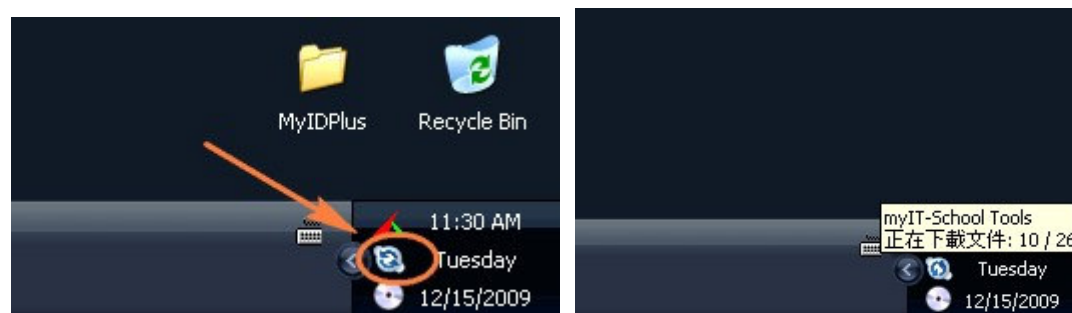 MyIDPlus
Recycle Bin
11:30 AM
Tuesday
12/15/2009
myIT-School Tools
正在下載文件: 10 / 26
Tuesday
12/15/2009